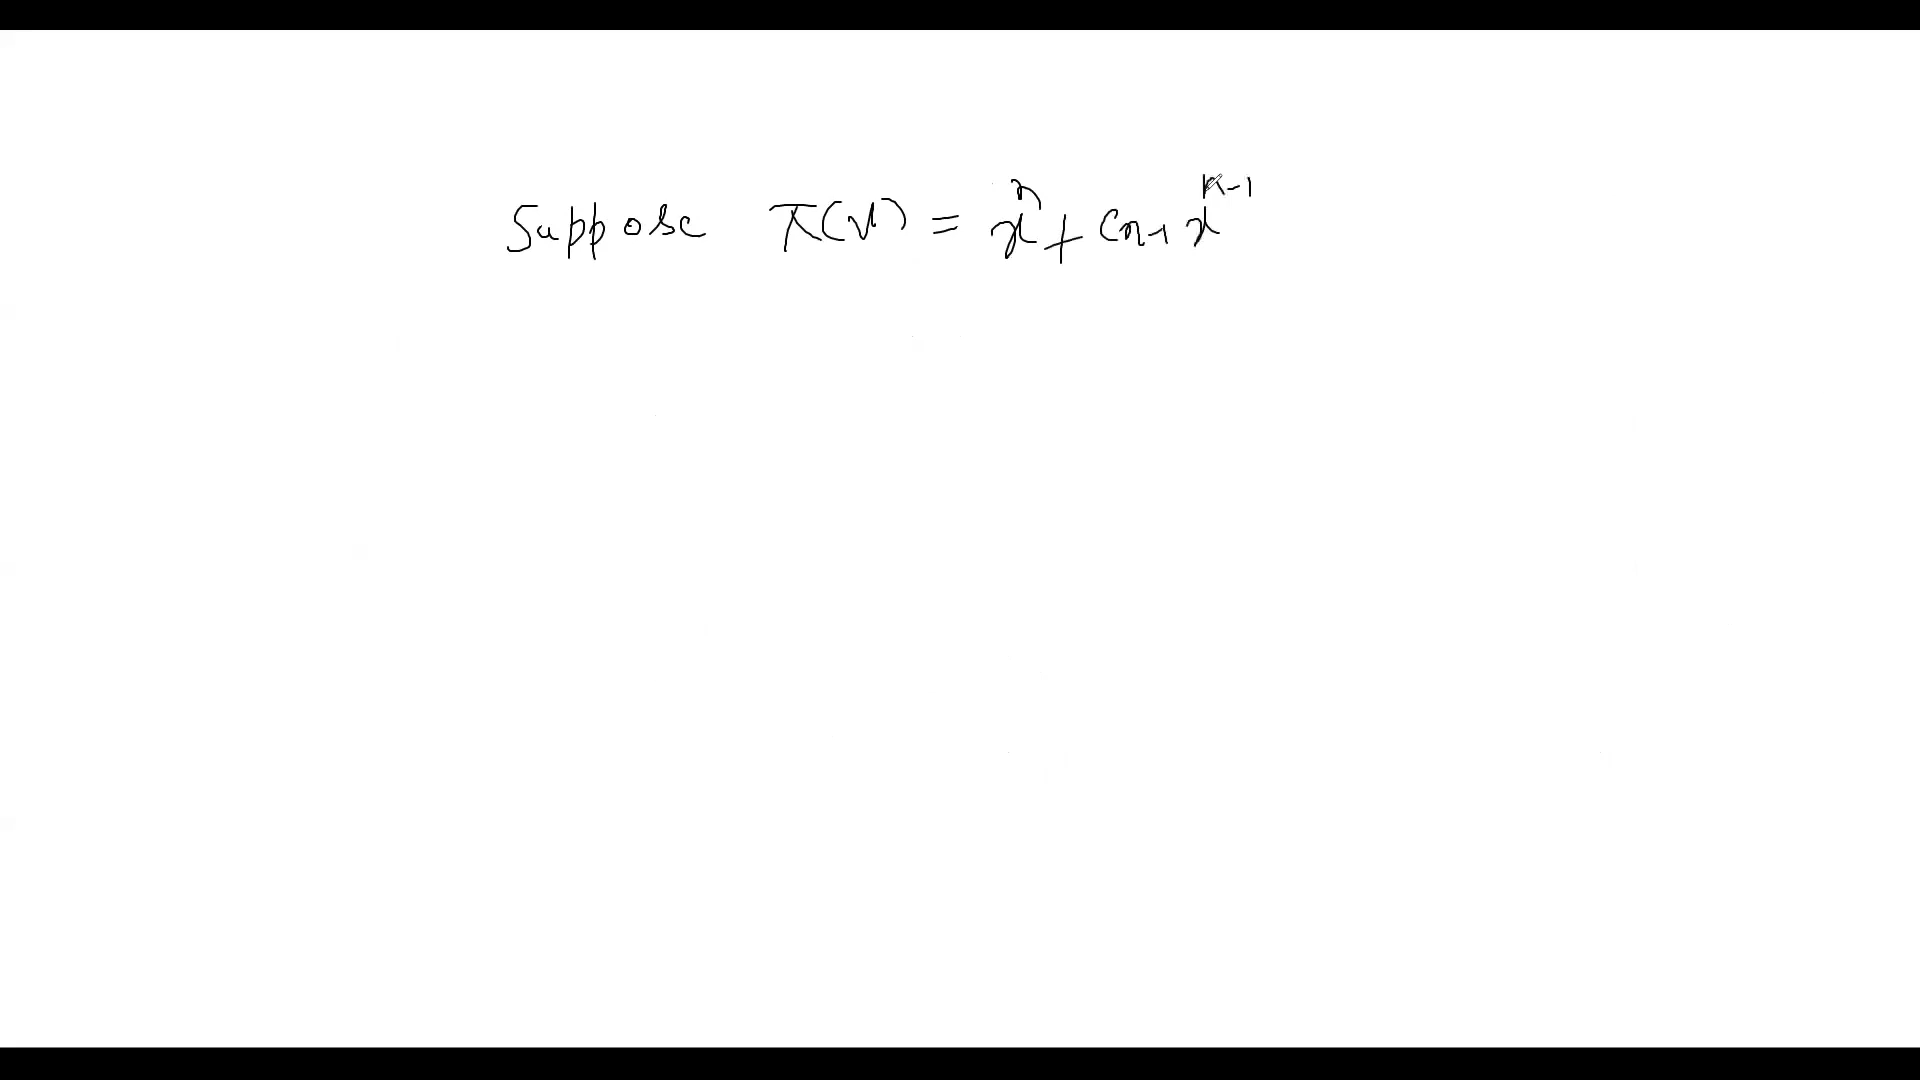 Suppose π(x) = xⁿ + cₙ₋₁ xⁿ⁻¹